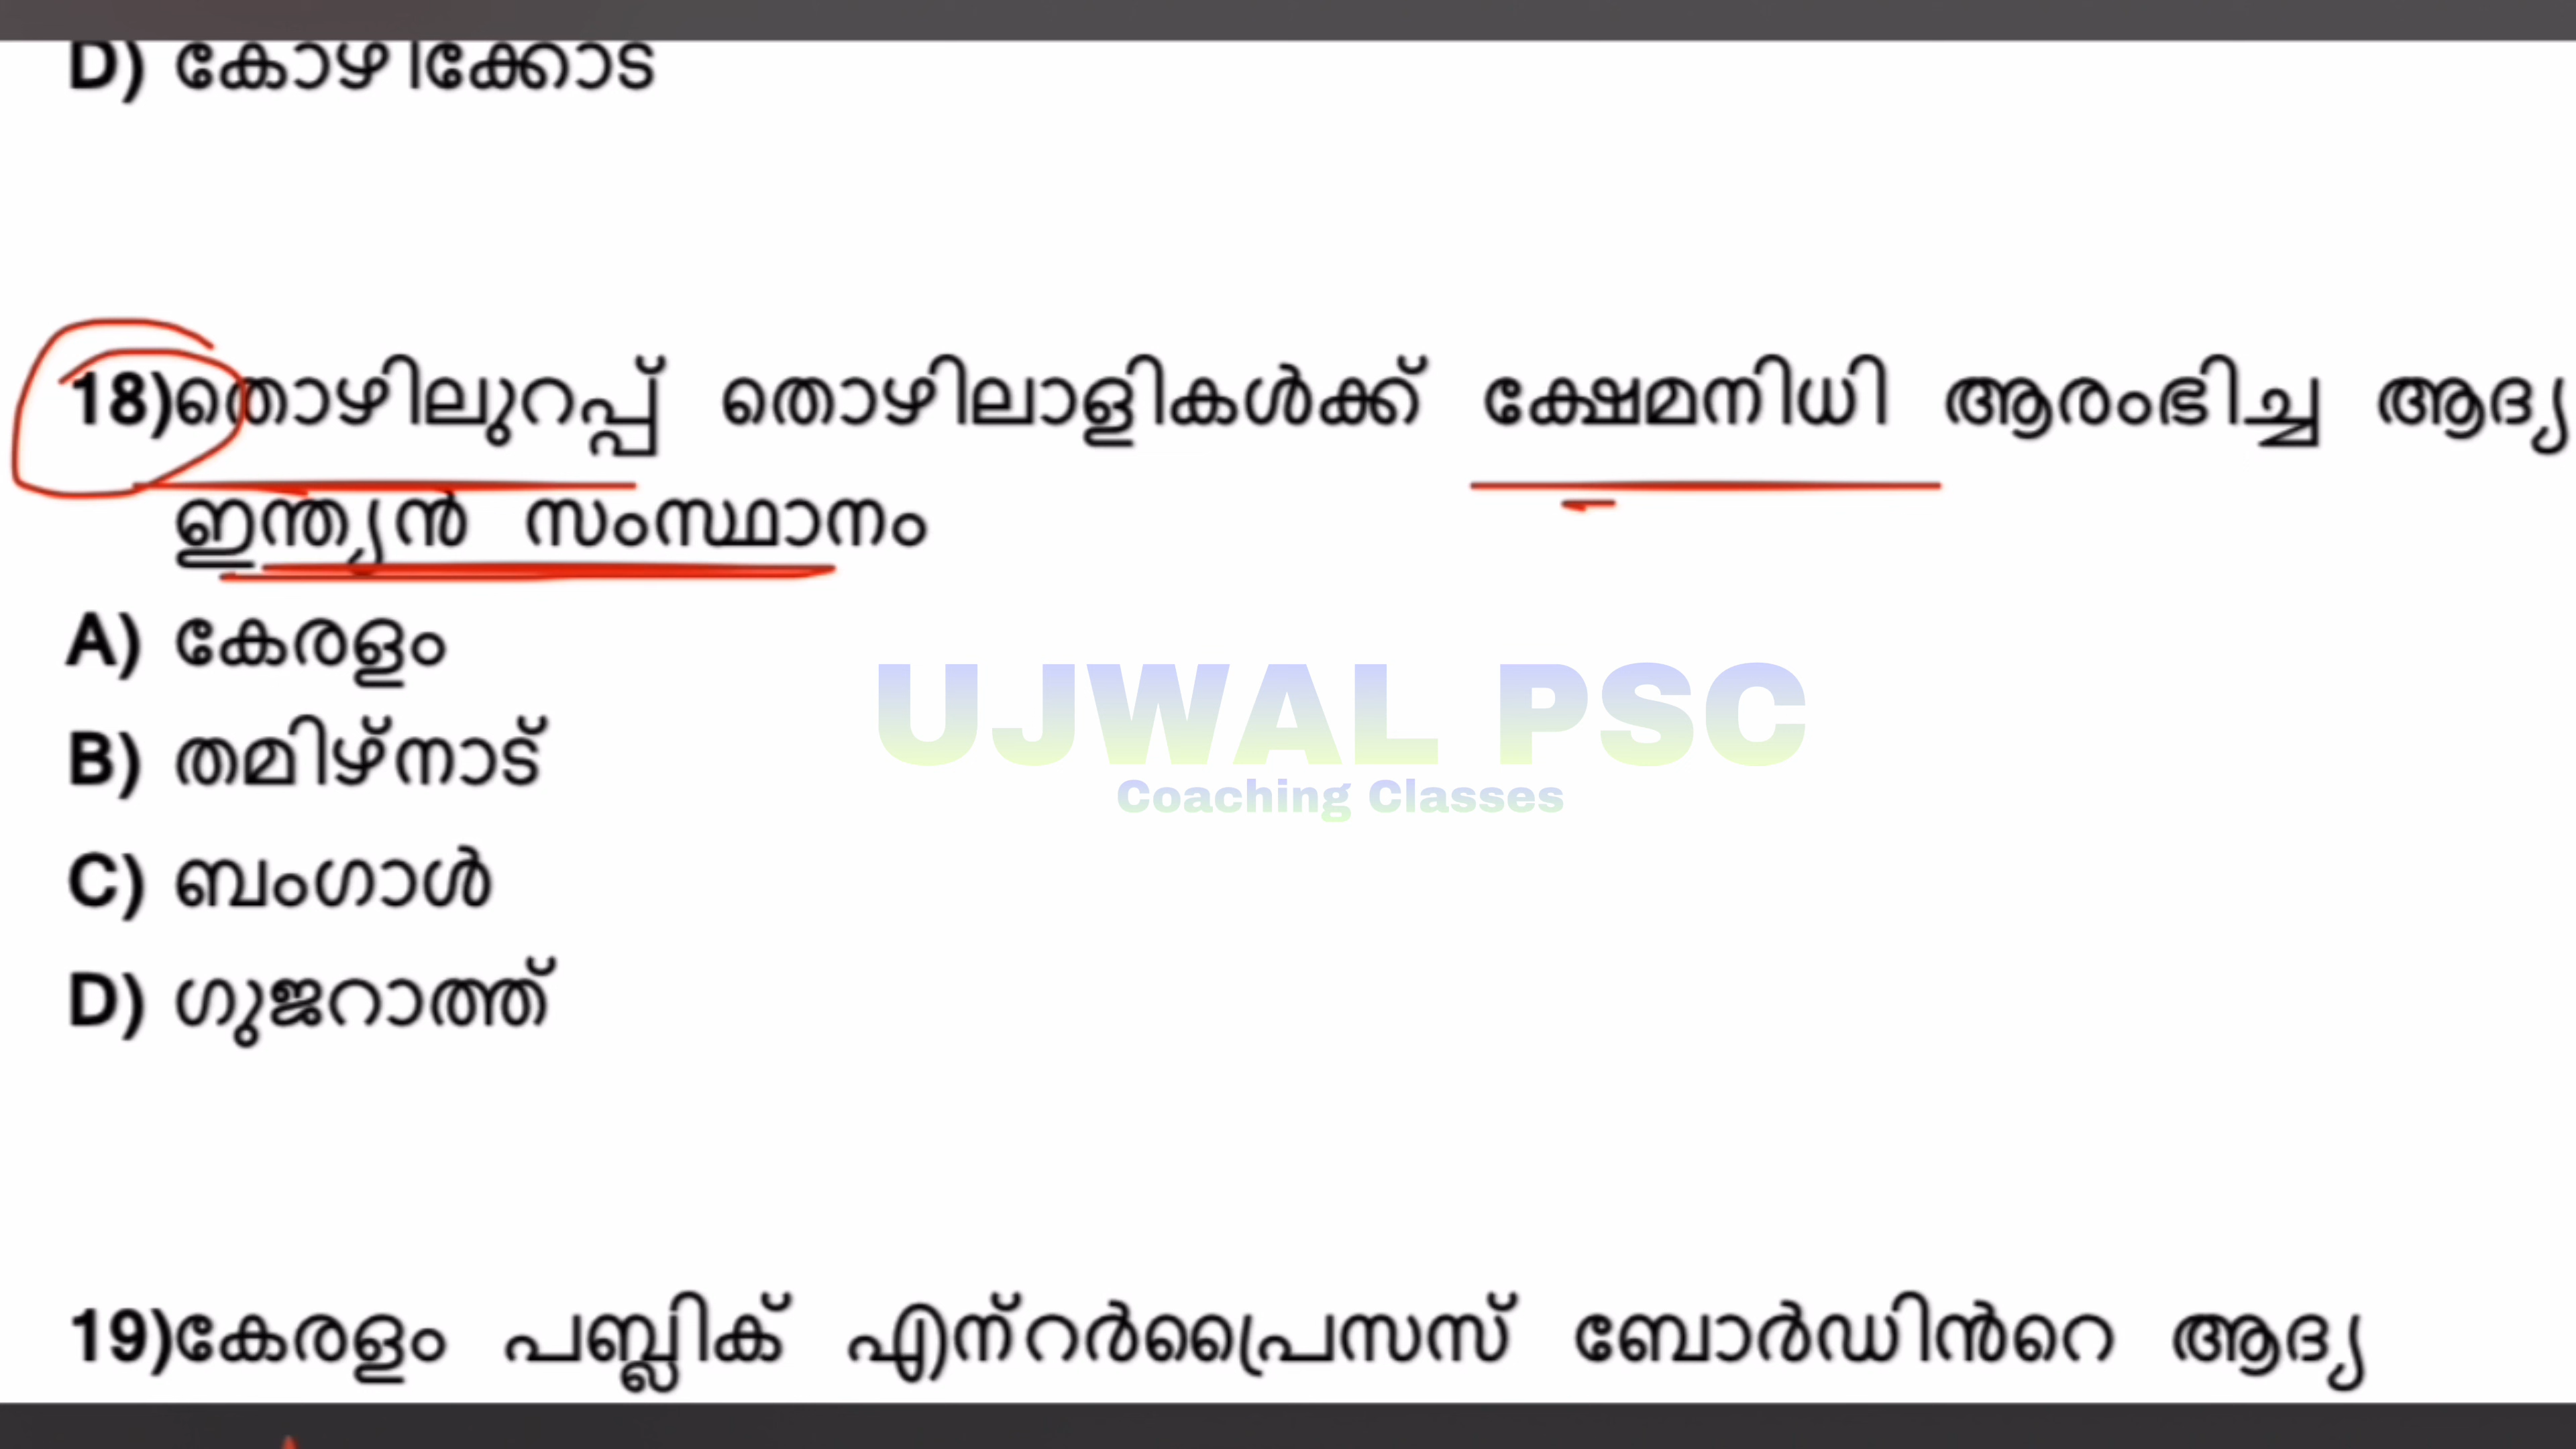 D) കോഴിക്കോട
18)തൊഴിലുറപ്പ് തൊഴിലാളികൾക്ക് ക്ഷേമനിധി ആരംഭിച്ച ആദ്യ
ഇന്ത്യൻ സംസ്ഥാനം
A) കേരളം
B) തമിഴ്നാട്
C) ബംഗാൾ
D) ഗുജറാത്ത്
UJWAL PSC
Coaching Classes
19)കേരളം പബ്ലിക് എന്റർപ്രൈസസ് ബോർഡിൻറെ ആദ്യ